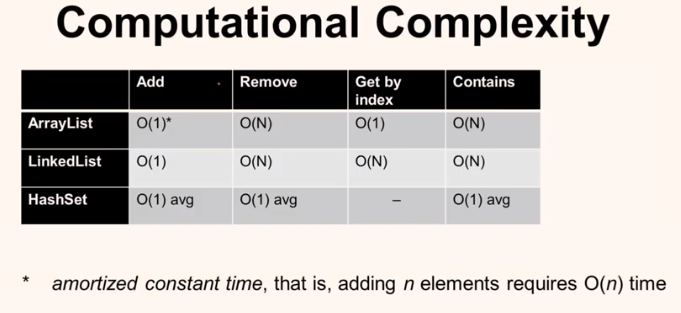 Computational Complexity
Add Remove Get by index Contains
ArrayList O(1)* O(N) O(1) O(N)
LinkedList O(1) O(N) O(N) O(N)
HashSet O(1) avg O(1) avg – O(1) avg
* amortized constant time, that is, adding n elements requires O(n) time